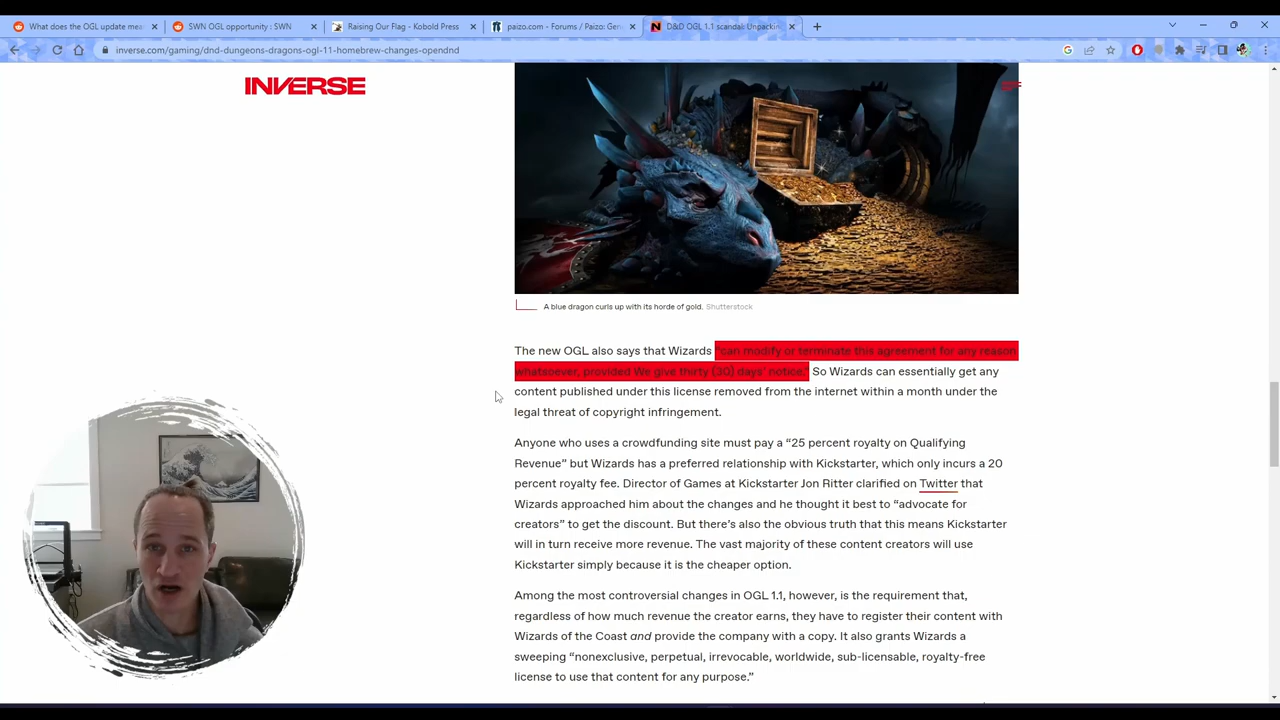 What does the OGL update mea
SWN OGL opportunity : SWN
Raising Our Flag - Kobold Press
paizo.com - Forums / Paizo: Gen
D&D OGL 1.1 scandal: Unpackin
inverse.com/gaming/dnd-dungeons-dragons-ogl-11-homebrew-changes-opendnd
INVERSE
A blue dragon curls up with its horde of gold. Shutterstock
The new OGL also says that Wizards “can modify or terminate this agreement for any reason
whatsoever, provided We give thirty (30) days’ notice.” So Wizards can essentially get any
content published under this license removed from the internet within a month under the
legal threat of copyright infringement.
Anyone who uses a crowdfunding site must pay a “25 percent royalty on Qualifying
Revenue” but Wizards has a preferred relationship with Kickstarter, which only incurs a 20
percent royalty fee. Director of Games at Kickstarter Jon Ritter clarified on Twitter that
Wizards approached him about the changes and he thought it best to “advocate for
creators” to get the discount. But there’s also the obvious truth that this means Kickstarter
will in turn receive more revenue. The vast majority of these content creators will use
Kickstarter simply because it is the cheaper option.
Among the most controversial changes in OGL 1.1, however, is the requirement that,
regardless of how much revenue the creator earns, they have to register their content with
Wizards of the Coast and provide the company with a copy. It also grants Wizards a
sweeping “nonexclusive, perpetual, irrevocable, worldwide, sub-licensable, royalty-free
license to use that content for any purpose.”